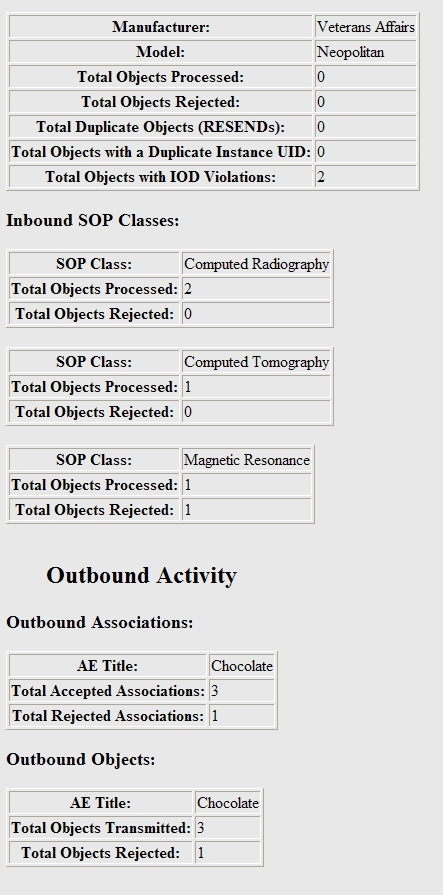 Manufacturer: Veterans Affairs
Model: Neopolitan
Total Objects Processed: 0
Total Objects Rejected: 0
Total Duplicate Objects (RESENDs): 0
Total Objects with a Duplicate Instance UID: 0
Total Objects with IOD Violations: 2
Inbound SOP Classes:
SOP Class: Computed Radiography
Total Objects Processed: 2
Total Objects Rejected: 0
SOP Class: Computed Tomography
Total Objects Processed: 1
Total Objects Rejected: 0
SOP Class: Magnetic Resonance
Total Objects Processed: 1
Total Objects Rejected: 1
Outbound Activity
Outbound Associations:
AE Title: Chocolate
Total Accepted Associations: 3
Total Rejected Associations: 1
Outbound Objects:
AE Title: Chocolate
Total Objects Transmitted: 3
Total Objects Rejected: 1